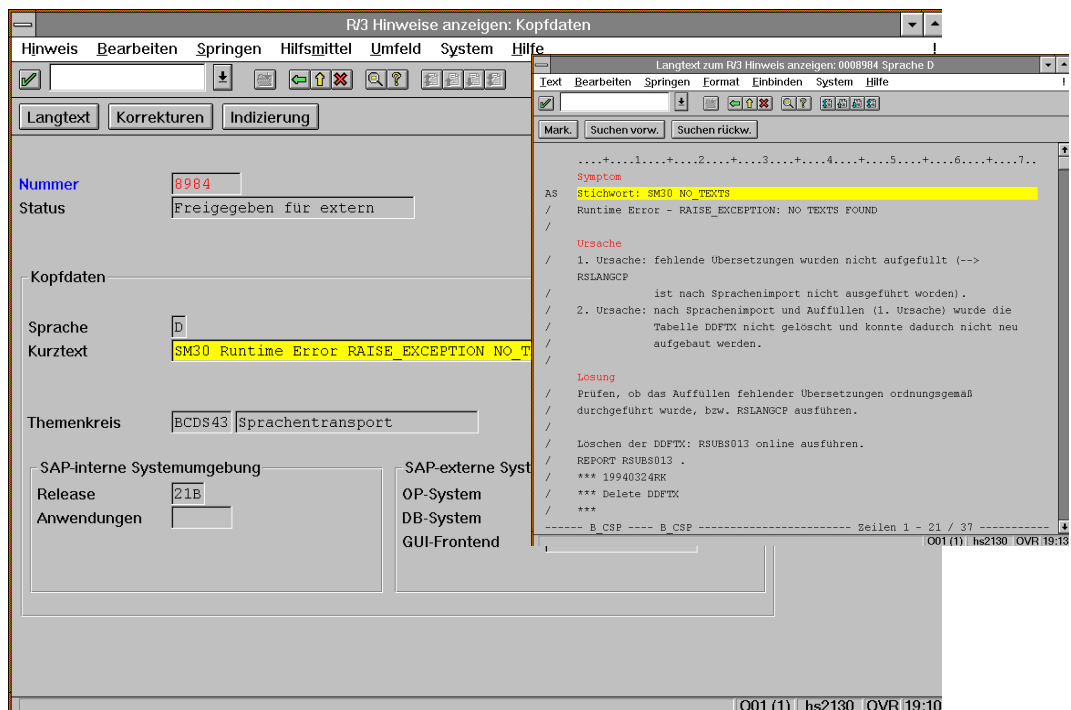 R/3 Hinweise anzeigen: Kopfdaten
Hinweis Bearbeiten Springen Hilfsmittel Umfeld System Hilfe
!
Langtext Korrekturen Indizierung
Nummer 8984
Status Freigegeben für extern
Kopfdaten
Sprache D
Kurztext SM30 Runtime Error RAISE_EXCEPTION NO_T
Themenkreis BCDS43 Sprachentransport
SAP-interne Systemumgebung
Release 21B
Anwendungen
SAP-externe Syst
OP-System
DB-System
GUI-Frontend
O01 (1) hs2130 OVR 19:10
Langtext zum R/3 Hinweis anzeigen: 0008984 Sprache D
Text Bearbeiten Springen Format Einbinden System Hilfe !
Mark. Suchen vorw. Suchen rückw.
....+....1....+....2....+....3....+....4....+....5....+....6....+....7..
Symptom
AS Stichwort: SM30 NO_TEXTS
/ Runtime Error - RAISE_EXCEPTION: NO TEXTS FOUND
/
Ursache
/ 1. Ursache: fehlende Übersetzungen wurden nicht aufgefüllt (-->
RSLANGCP
/ ist nach Sprachenimport nicht ausgeführt worden).
/ 2. Ursache: nach Sprachenimport und Auffüllen (1. Ursache) wurde die
/ Tabelle DDFTX nicht gelöscht und konnte dadurch nicht neu
/ aufgebaut werden.
/
Lösung
/ Prüfen, ob das Auffüllen fehlender Übersetzungen ordnungsgemäß
/ durchgeführt wurde, bzw. RSLANGCP ausführen.
/
/ Löschen der DDFTX: RSUBS013 online ausführen.
/ REPORT RSUBS013 .
/ *** 19940324RK
/ *** Delete DDFTX
/ ***
------ B_CSP ---- B_CSP ----------------------- Zeilen 1 - 21 / 37 -----------
O01 (1) hs2130 OVR 19:13